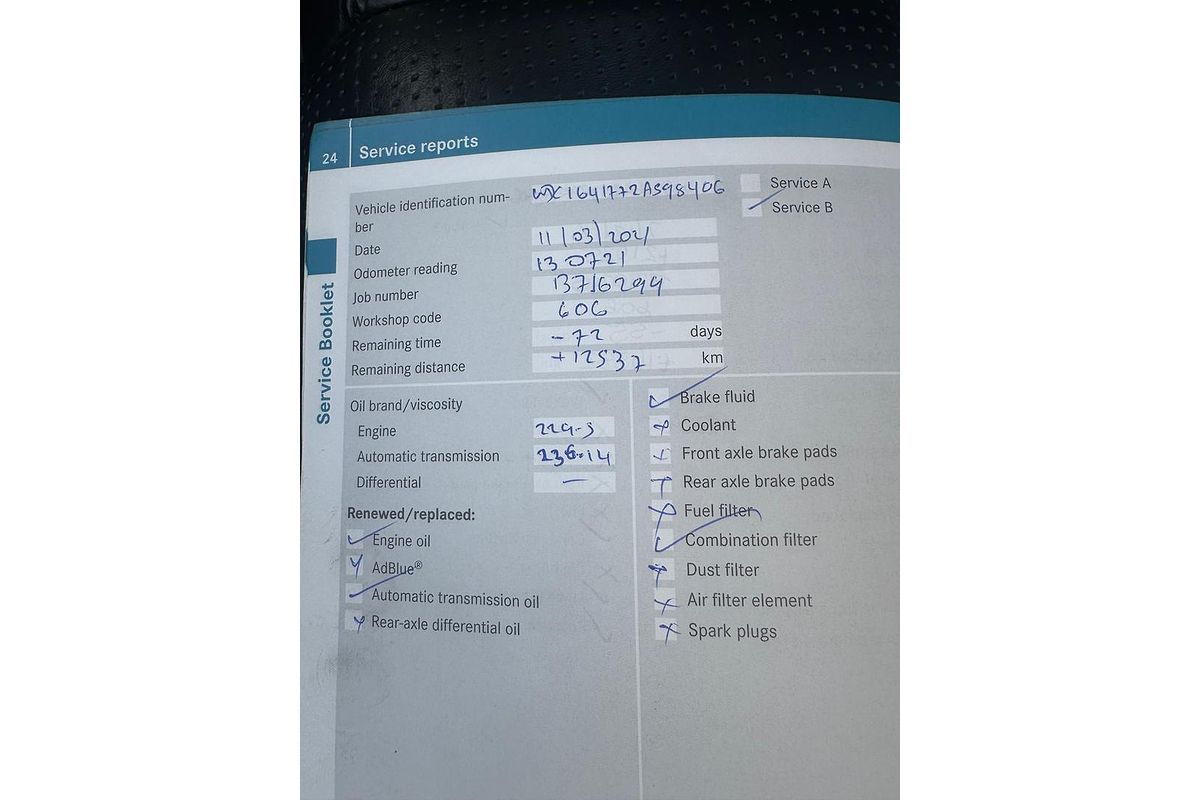 24 Service reports
Vehicle identification num-
ber
WDC1641772A598406
Service A
Service B
Date 11/03/2021
Odometer reading 130721
Job number 13716299
Workshop code 606
Remaining time -72 days
Remaining distance +12537 km
Service Booklet
Oil brand/viscosity
Engine 229.5
Automatic transmission 236.14
Differential —
Renewed/replaced:
Engine oil
AdBlue®
Automatic transmission oil
Rear-axle differential oil
Brake fluid
Coolant
Front axle brake pads
Rear axle brake pads
Fuel filter
Combination filter
Dust filter
Air filter element
Spark plugs